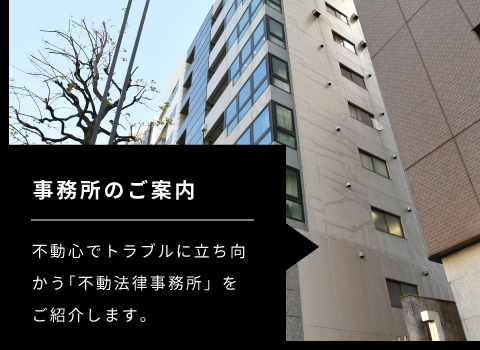 事務所のご案内
不動心でトラブルに立ち向
かう「不動法律事務所」を
ご紹介します。